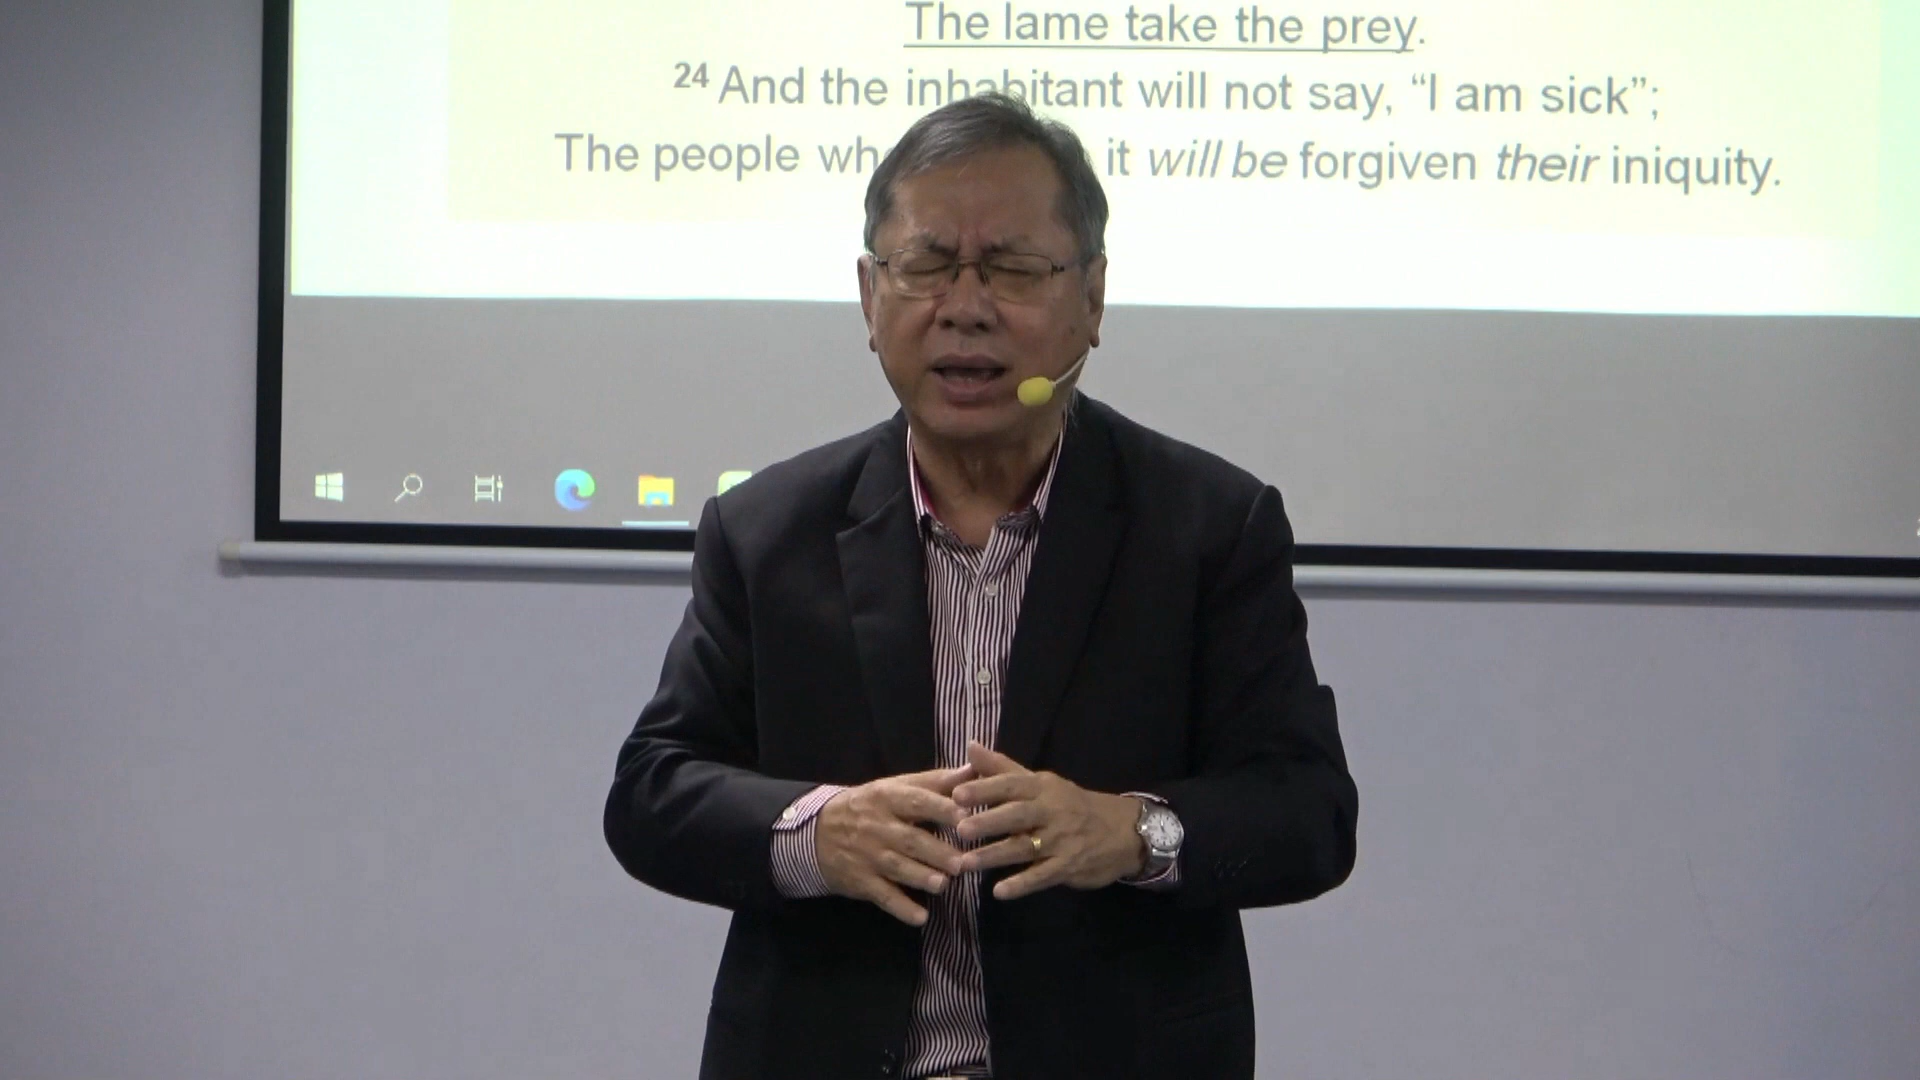 The lame take the prey.
24 And the inhabitant will not say, “I am sick”;
The people it will be forgiven their iniquity.